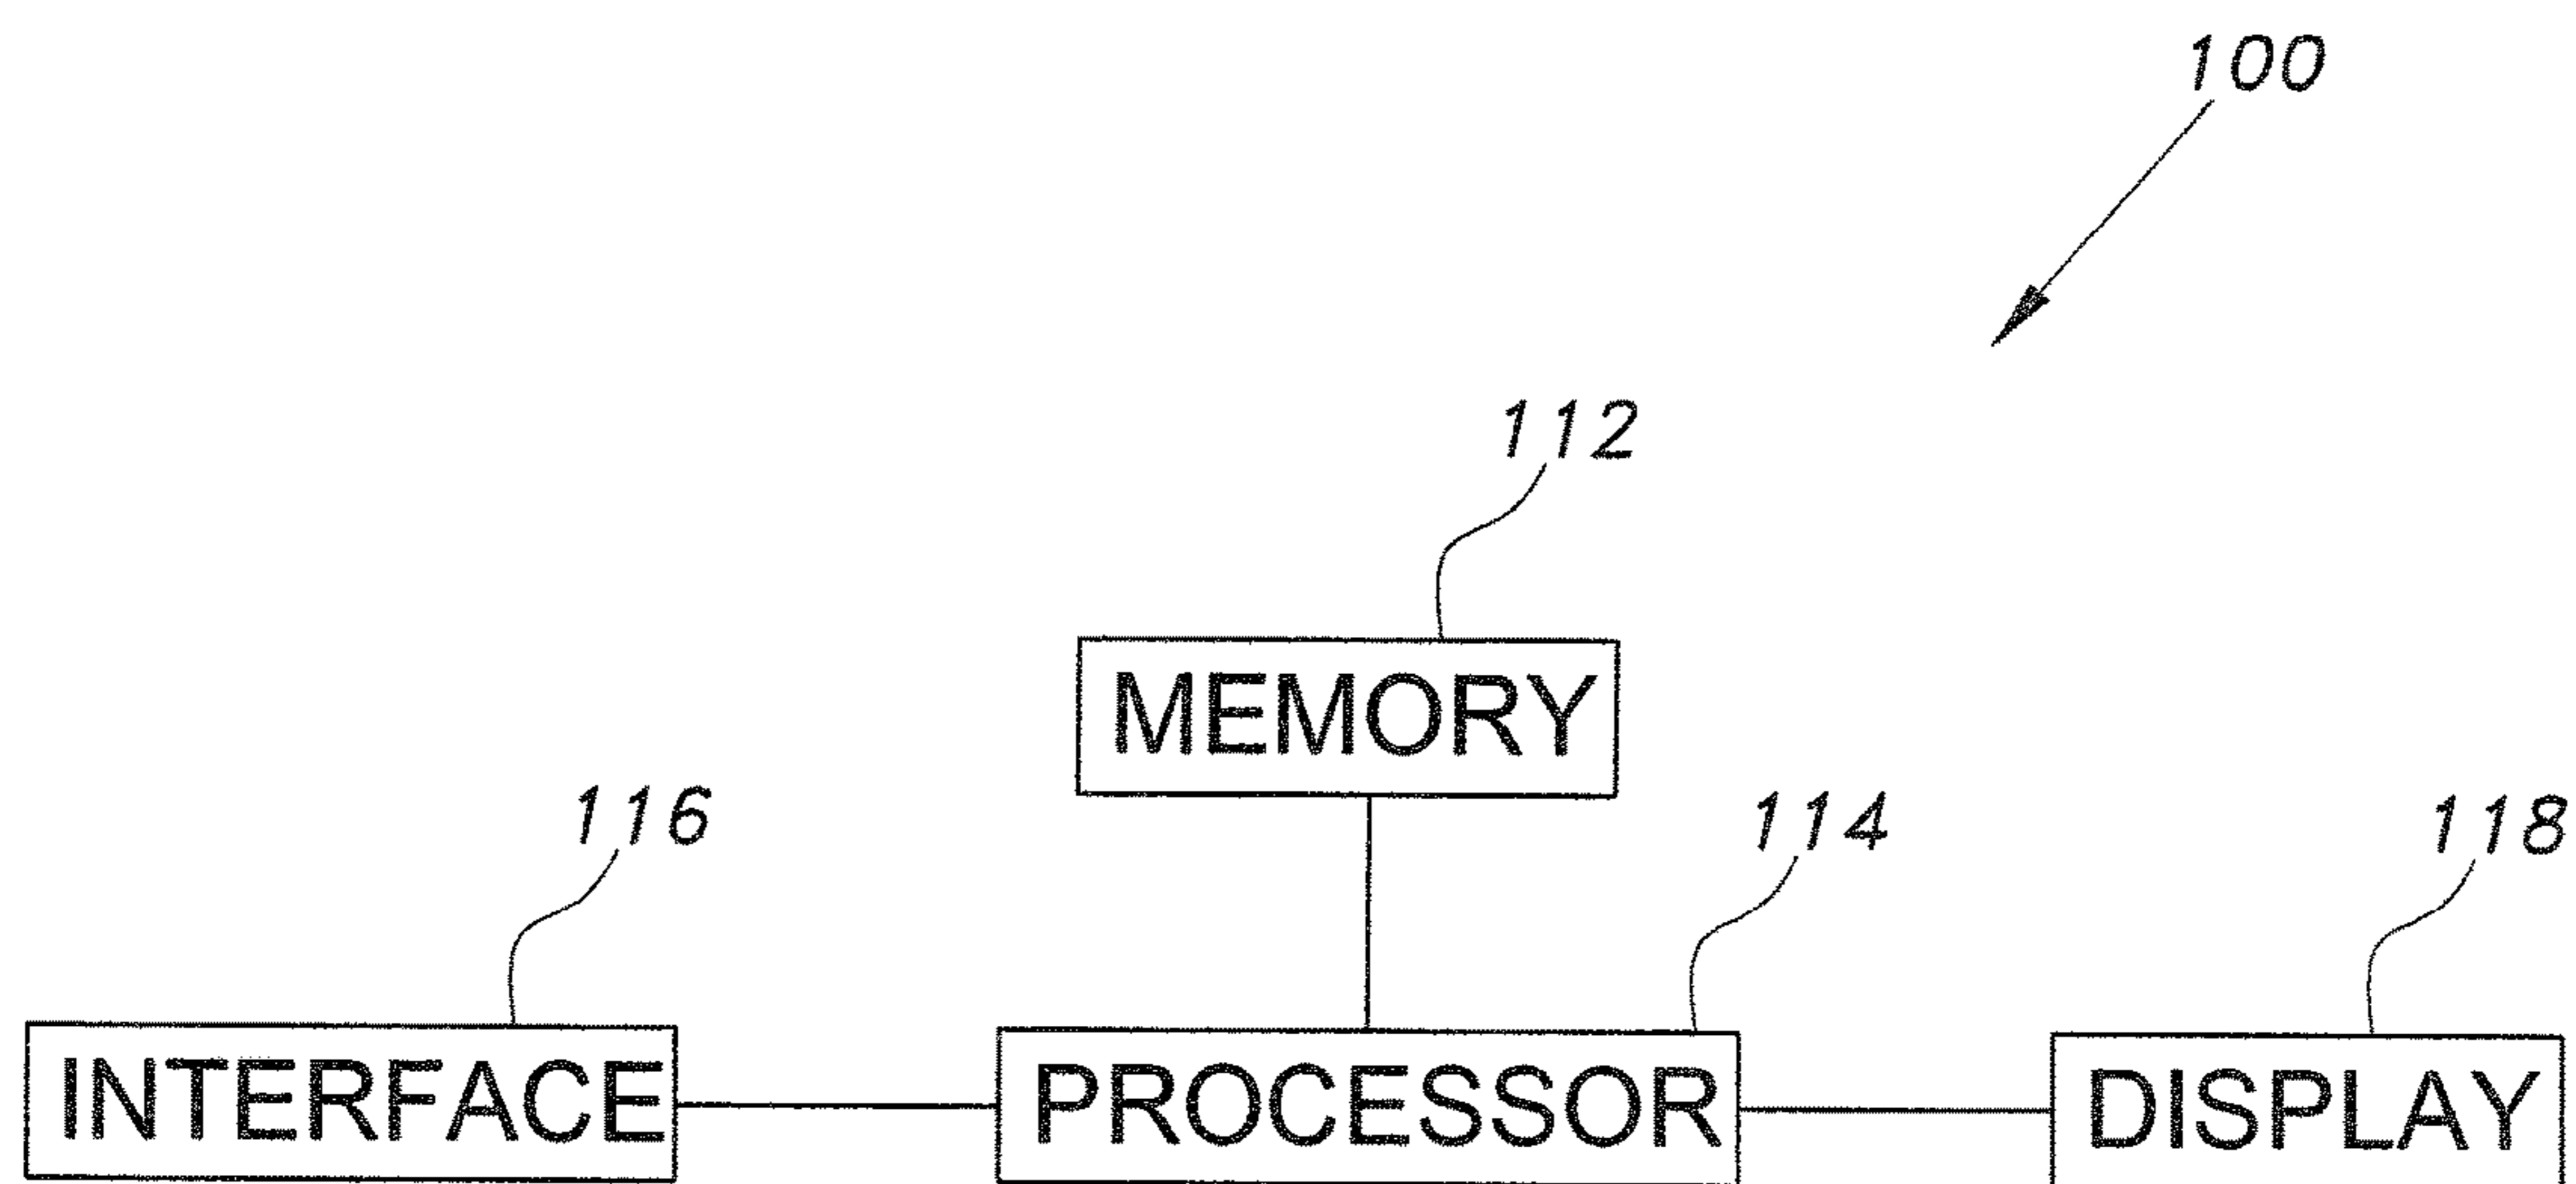 100
112
MEMORY
116
114
118
INTERFACE
PROCESSOR
DISPLAY